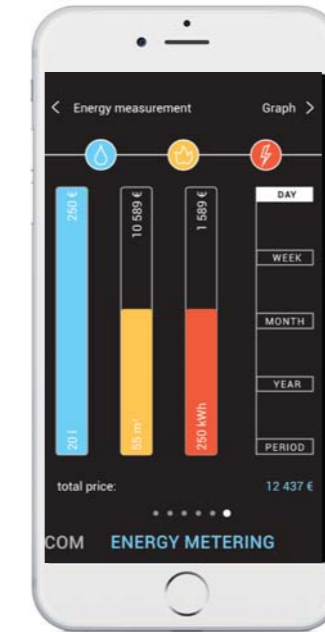 Energy measurement
Graph
250 €
10 589 €
1 589 €
DAY
WEEK
MONTH
YEAR
20 l
55 m³
250 kWh
PERIOD
total price:
12 437 €
COM
ENERGY METERING